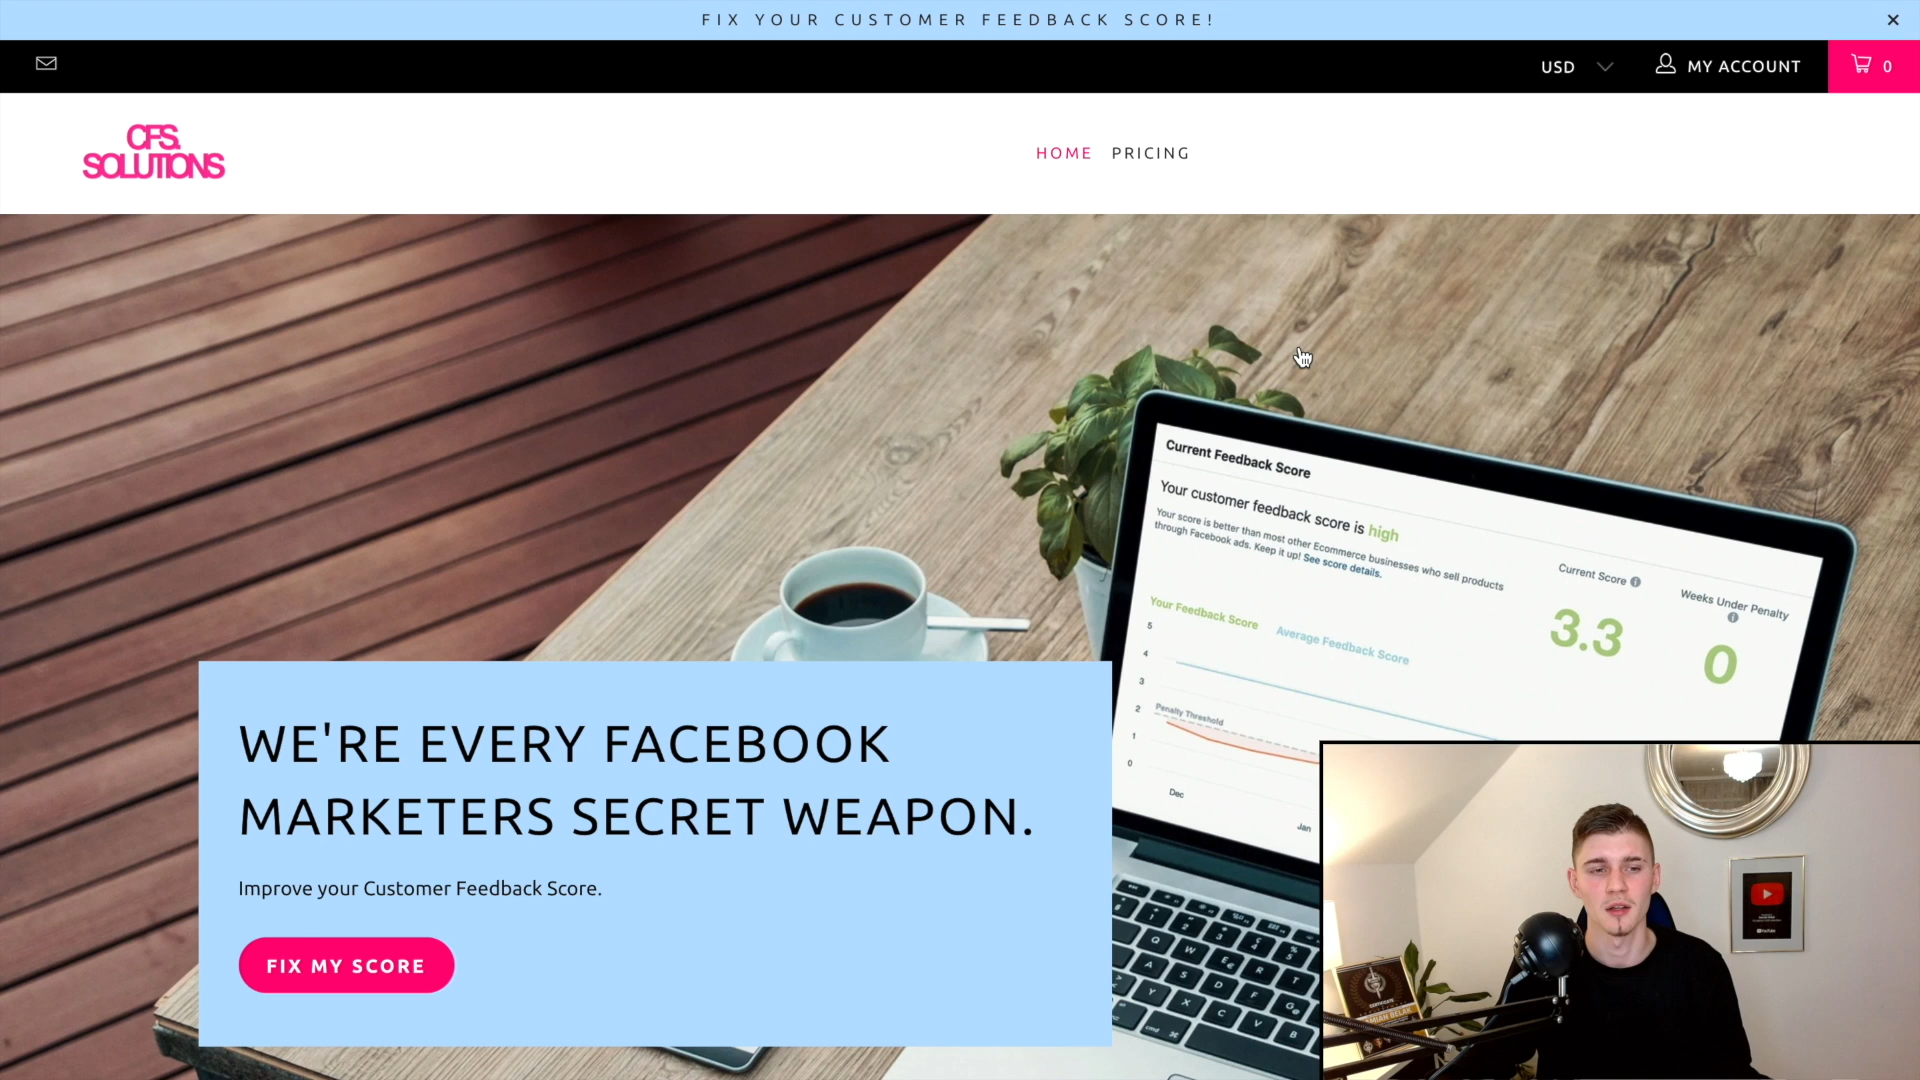 FIX YOUR CUSTOMER FEEDBACK SCORE!
USD
MY ACCOUNT
0
CFS.
SOLUTIONS
HOME
PRICING
Current Feedback Score
Your customer feedback score is high
Your score is better than most other Ecommerce businesses who sell products
through Facebook ads. Keep it up! See score details.
Current Score
3.3
Weeks Under Penalty
0
Your Feedback Score
Average Feedback Score
5
4
3
2
Penalty Threshold
1
0
Dec
Jan
WE'RE EVERY FACEBOOK
MARKETERS SECRET WEAPON.
Improve your Customer Feedback Score.
FIX MY SCORE
CERTIFICATE